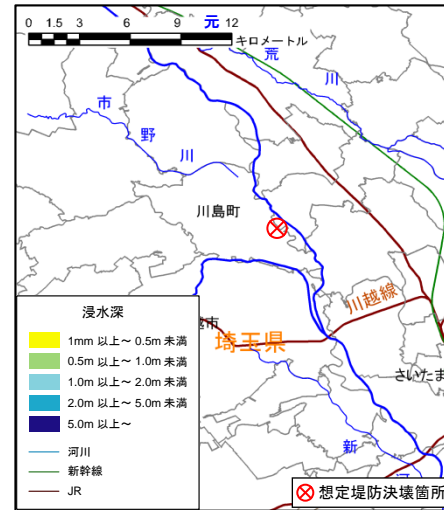 0 1.5 3 6 9 12
キロメートル
元
荒
川
市
野
川
川島町
川越線
埼玉県
越市
さいたま
新
河
浸水深
1mm 以上～ 0.5m 未満
0.5m 以上～ 1.0m 未満
1.0m 以上～ 2.0m 未満
2.0m 以上～ 5.0m 未満
5.0m 以上～
河川
新幹線
JR
想定堤防決壊箇所